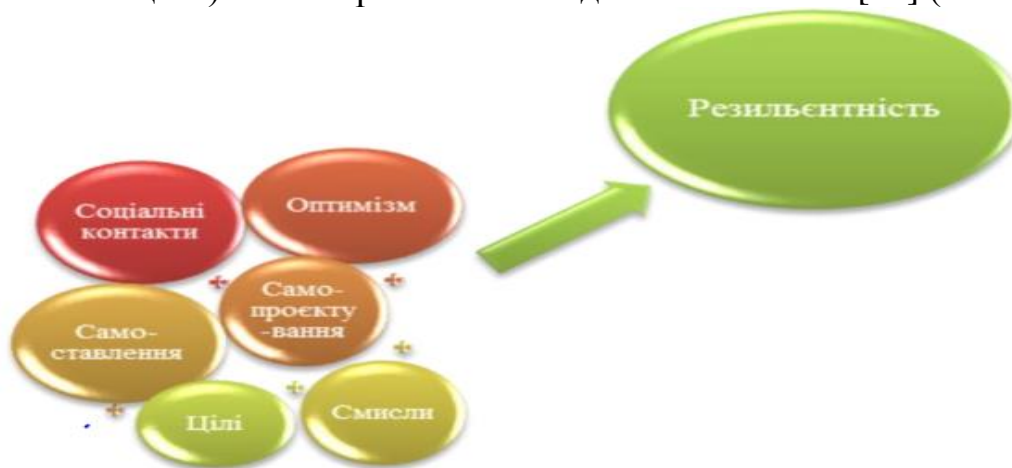 Резильєнтність
Соціальні
контакти
Оптимізм
Само-
проєкту
-вання
Само-
ставлення
Цілі
Смисли